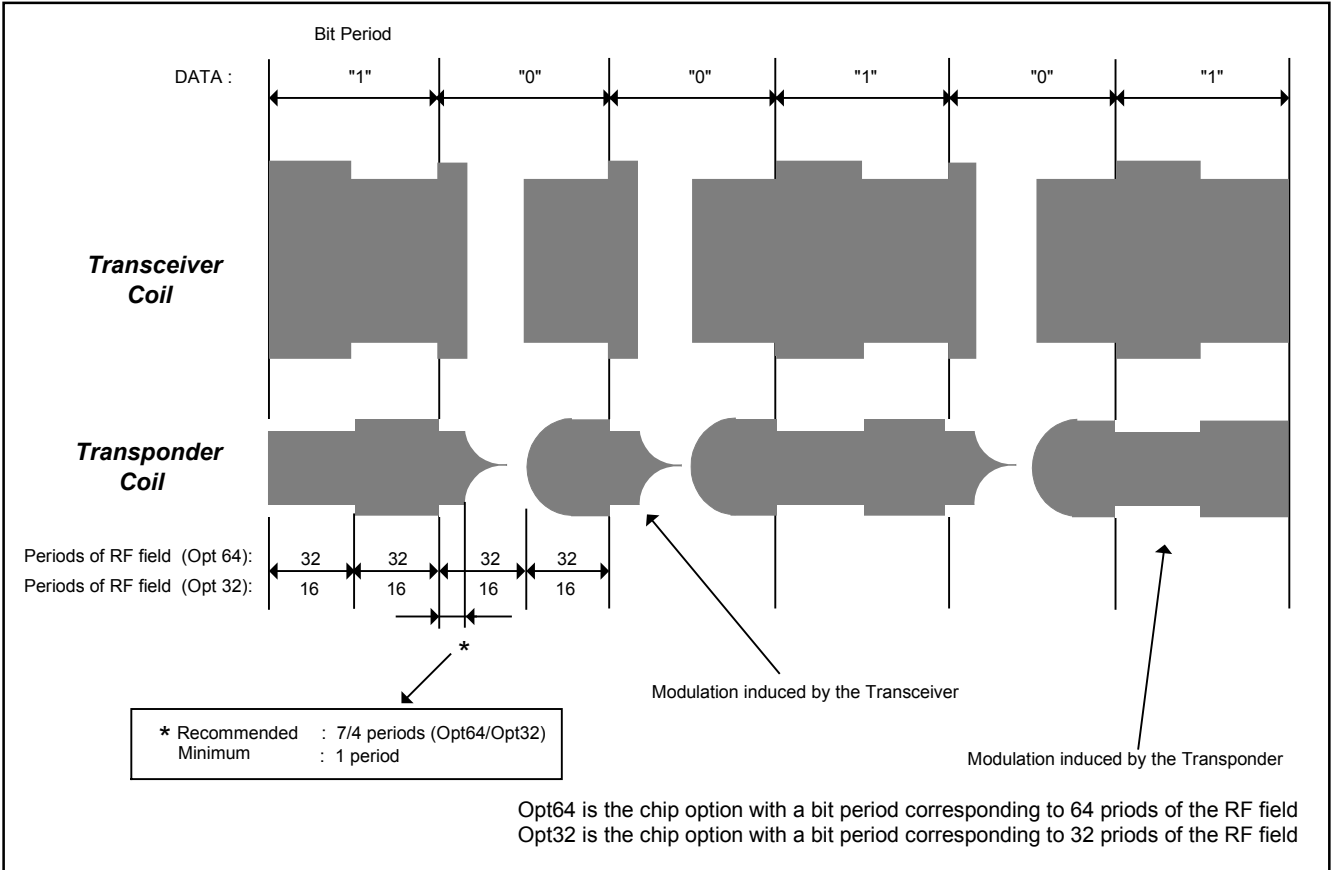 Bit Period
DATA : "1" "0" "0" "1" "0" "1"
Transceiver
Coil
Transponder
Coil
Periods of RF field (Opt 64): 32 32 32 32
Periods of RF field (Opt 32): 16 16 16 16
*
Modulation induced by the Transceiver
* Recommended : 7/4 periods (Opt64/Opt32)
Minimum : 1 period
Modulation induced by the Transponder
Opt64 is the chip option with a bit period corresponding to 64 priods of the RF field
Opt32 is the chip option with a bit period corresponding to 32 priods of the RF field